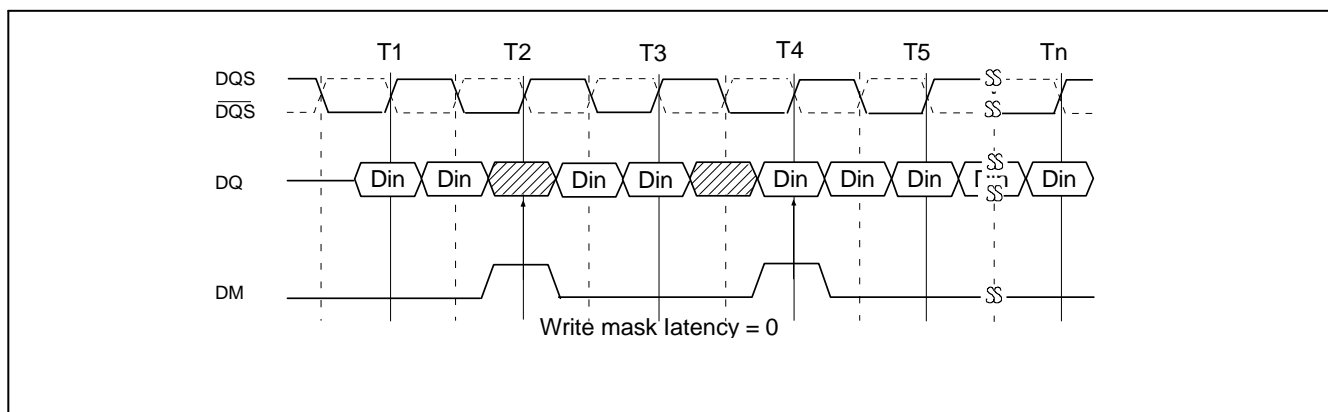 T1 T2 T3 T4 T5 Tn
DQS
DQS
DQ Din Din Din Din Din Din Din Din
DM
Write mask latency = 0